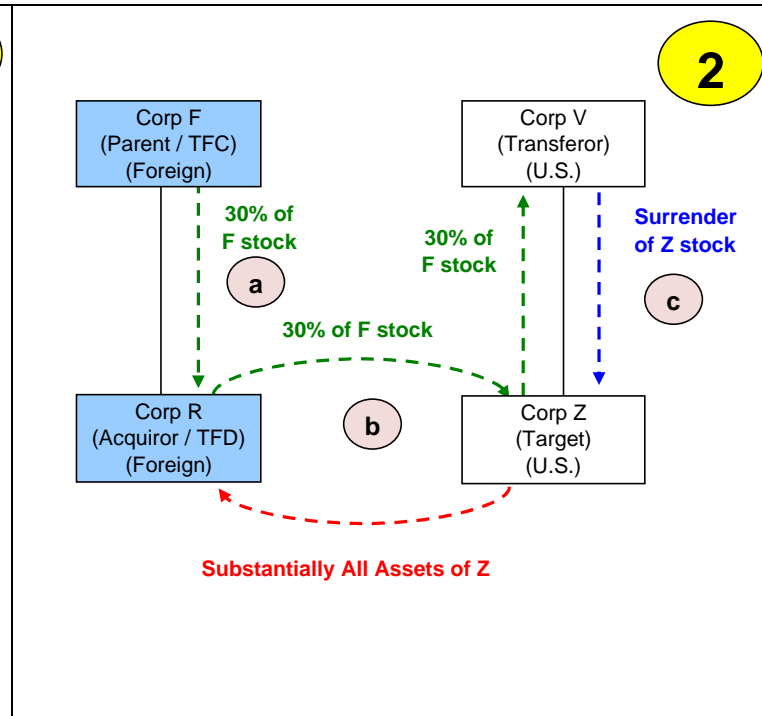 2
Corp F
(Parent / TFC)
(Foreign)
Corp V
(Transferor)
(U.S.)
30% of
F stock
a
30% of
F stock
Surrender
of Z stock
c
30% of F stock
Corp R
(Acquiror / TFD)
(Foreign)
b
Corp Z
(Target)
(U.S.)
Substantially All Assets of Z